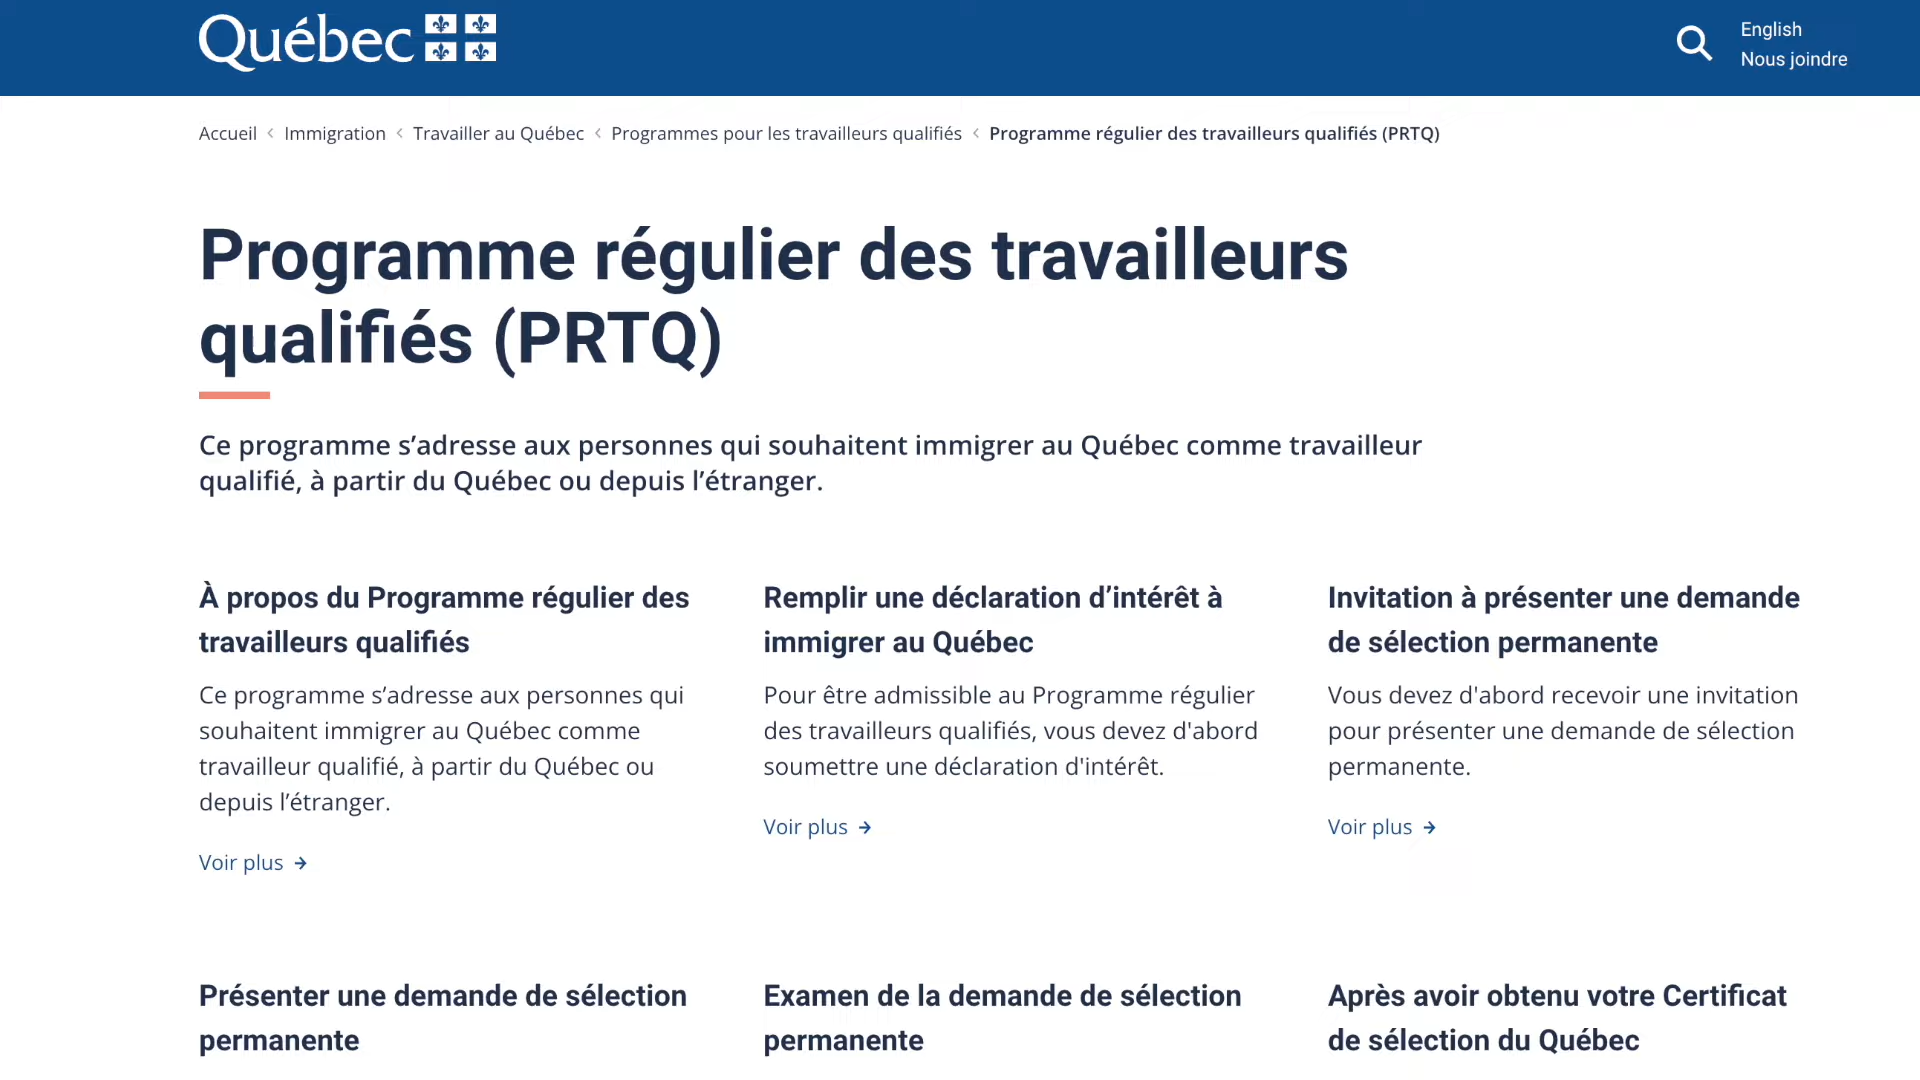 Québec
English
Nous joindre
Accueil < Immigration < Travailler au Québec < Programmes pour les travailleurs qualifiés < Programme régulier des travailleurs qualifiés (PRTQ)
Programme régulier des travailleurs
qualifiés (PRTQ)
Ce programme s’adresse aux personnes qui souhaitent immigrer au Québec comme travailleur
qualifié, à partir du Québec ou depuis l’étranger.
À propos du Programme régulier des
travailleurs qualifiés
Ce programme s’adresse aux personnes qui
souhaitent immigrer au Québec comme
travailleur qualifié, à partir du Québec ou
depuis l’étranger.
Voir plus →
Remplir une déclaration d’intérêt à
immigrer au Québec
Pour être admissible au Programme régulier
des travailleurs qualifiés, vous devez d'abord
soumettre une déclaration d'intérêt.
Voir plus →
Invitation à présenter une demande
de sélection permanente
Vous devez d'abord recevoir une invitation
pour présenter une demande de sélection
permanente.
Voir plus →
Présenter une demande de sélection
permanente
Examen de la demande de sélection
permanente
Après avoir obtenu votre Certificat
de sélection du Québec